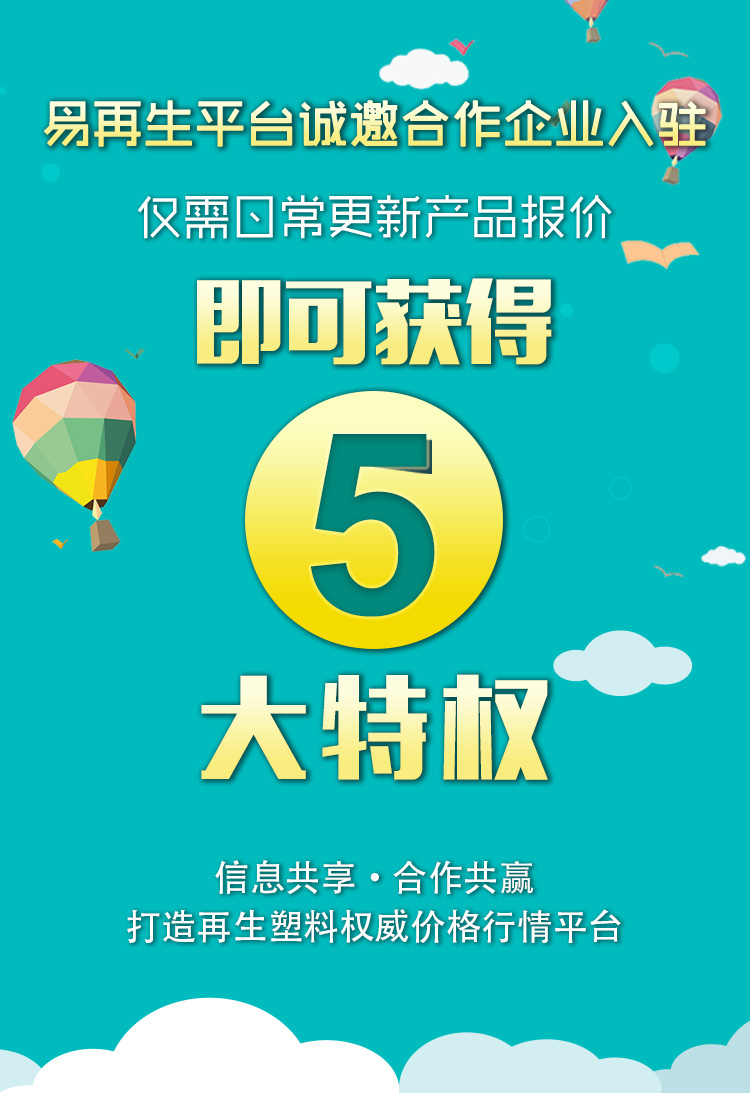 易再生平台诚邀合作企业入驻
仅需日常更新产品报价
即可获得
5
大特权
信息共享·合作共赢
打造再生塑料权威价格行情平台